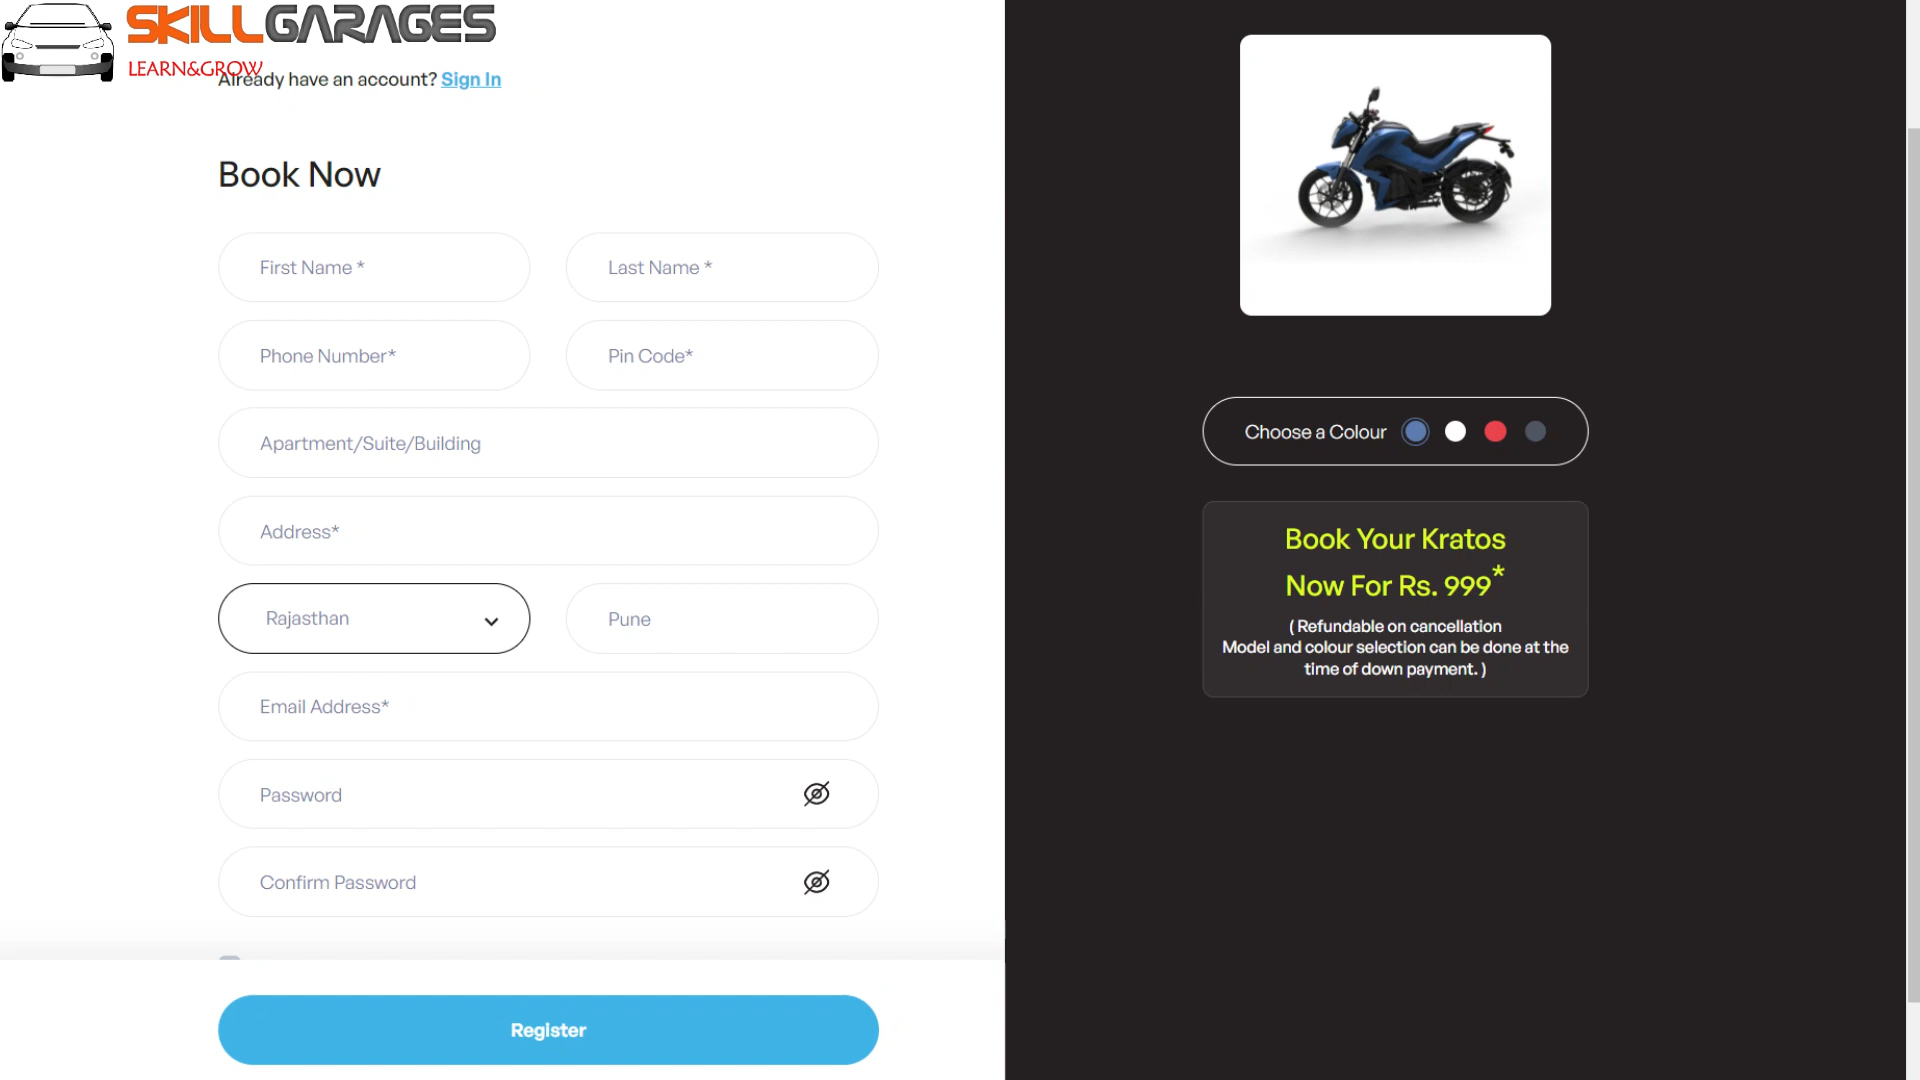 SKILLGARAGES
LEARN&GROW
Already have an account? Sign In
Book Now
First Name *
Last Name *
Phone Number*
Pin Code*
Apartment/Suite/Building
Address*
Rajasthan
Pune
Email Address*
Password
Confirm Password
Register
Choose a Colour
Book Your Kratos
Now For Rs. 999*
( Refundable on cancellation
Model and colour selection can be done at the
time of down payment. )